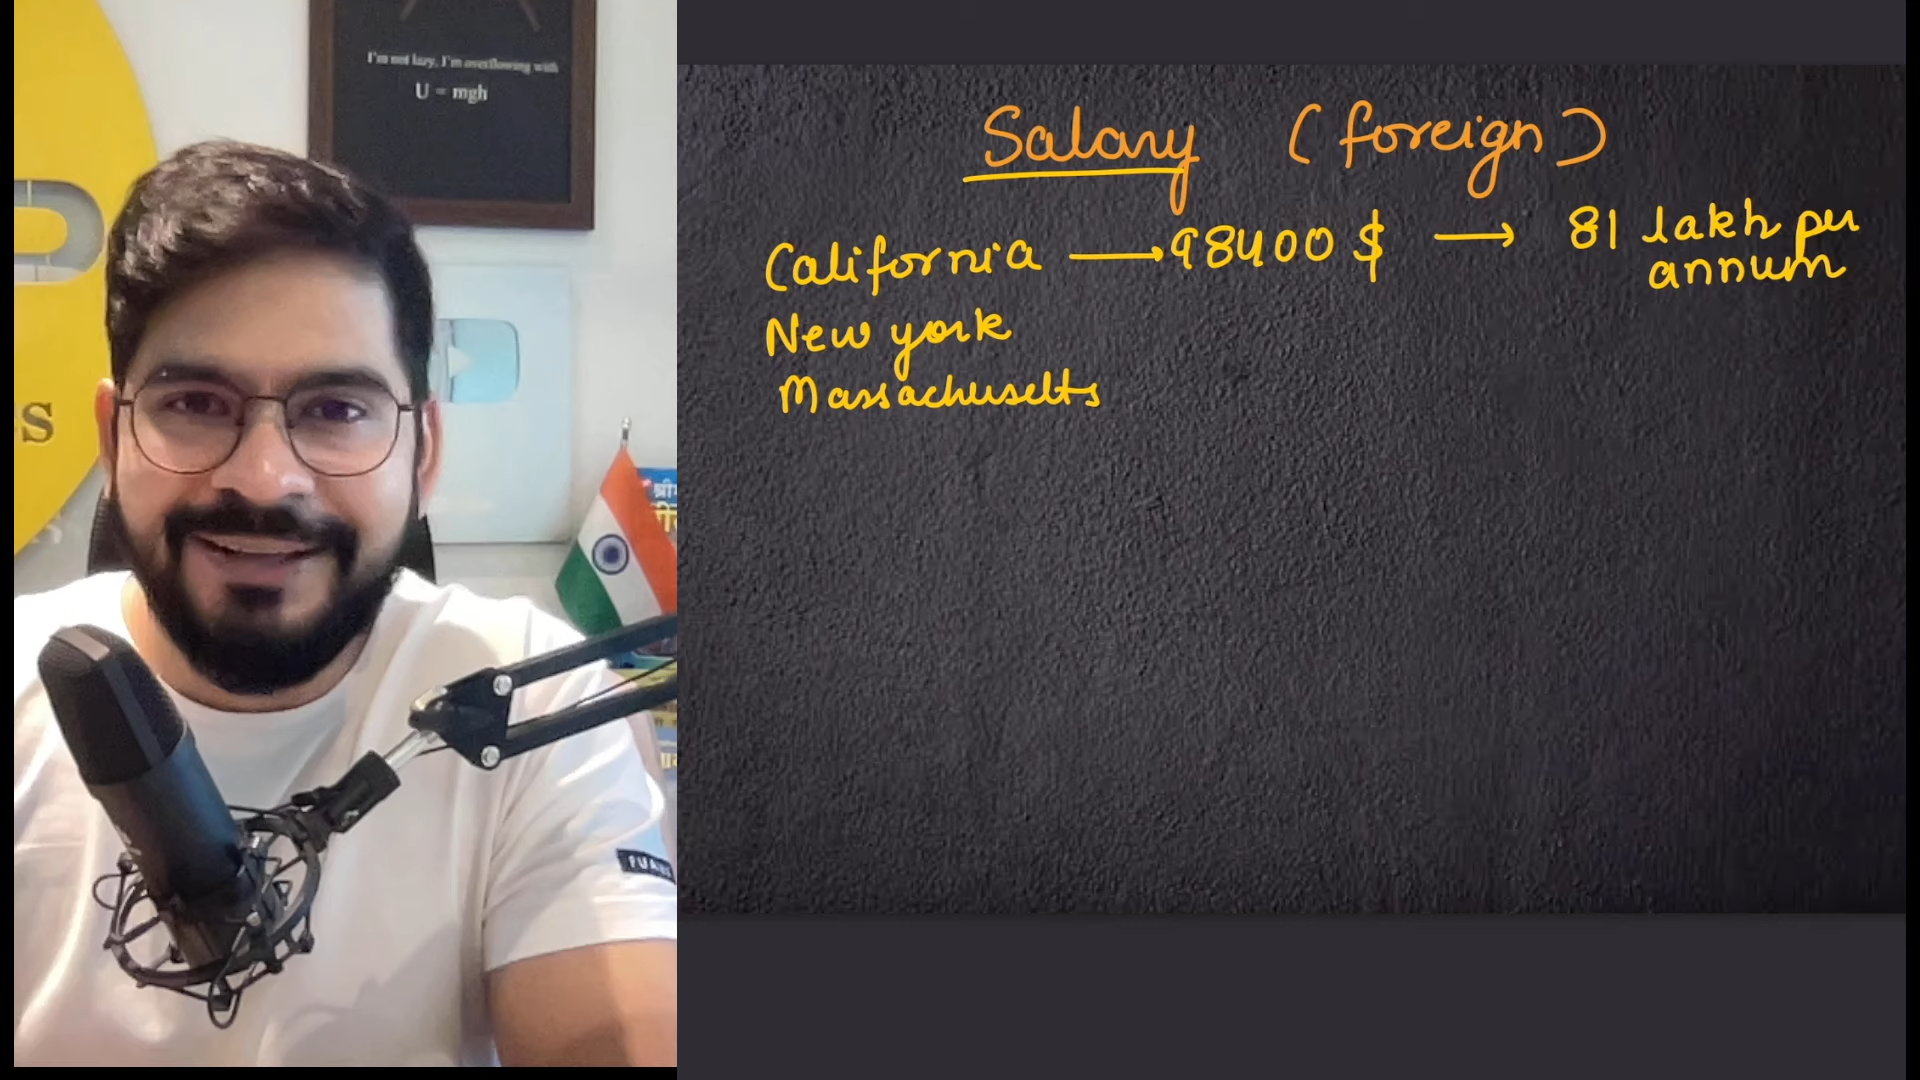 I'm not lazy, I'm overflowing with
U = mgh
S
Salary (foreign)
California → 98400 $ → 81 lakh per
annum
New york
Massachusetts